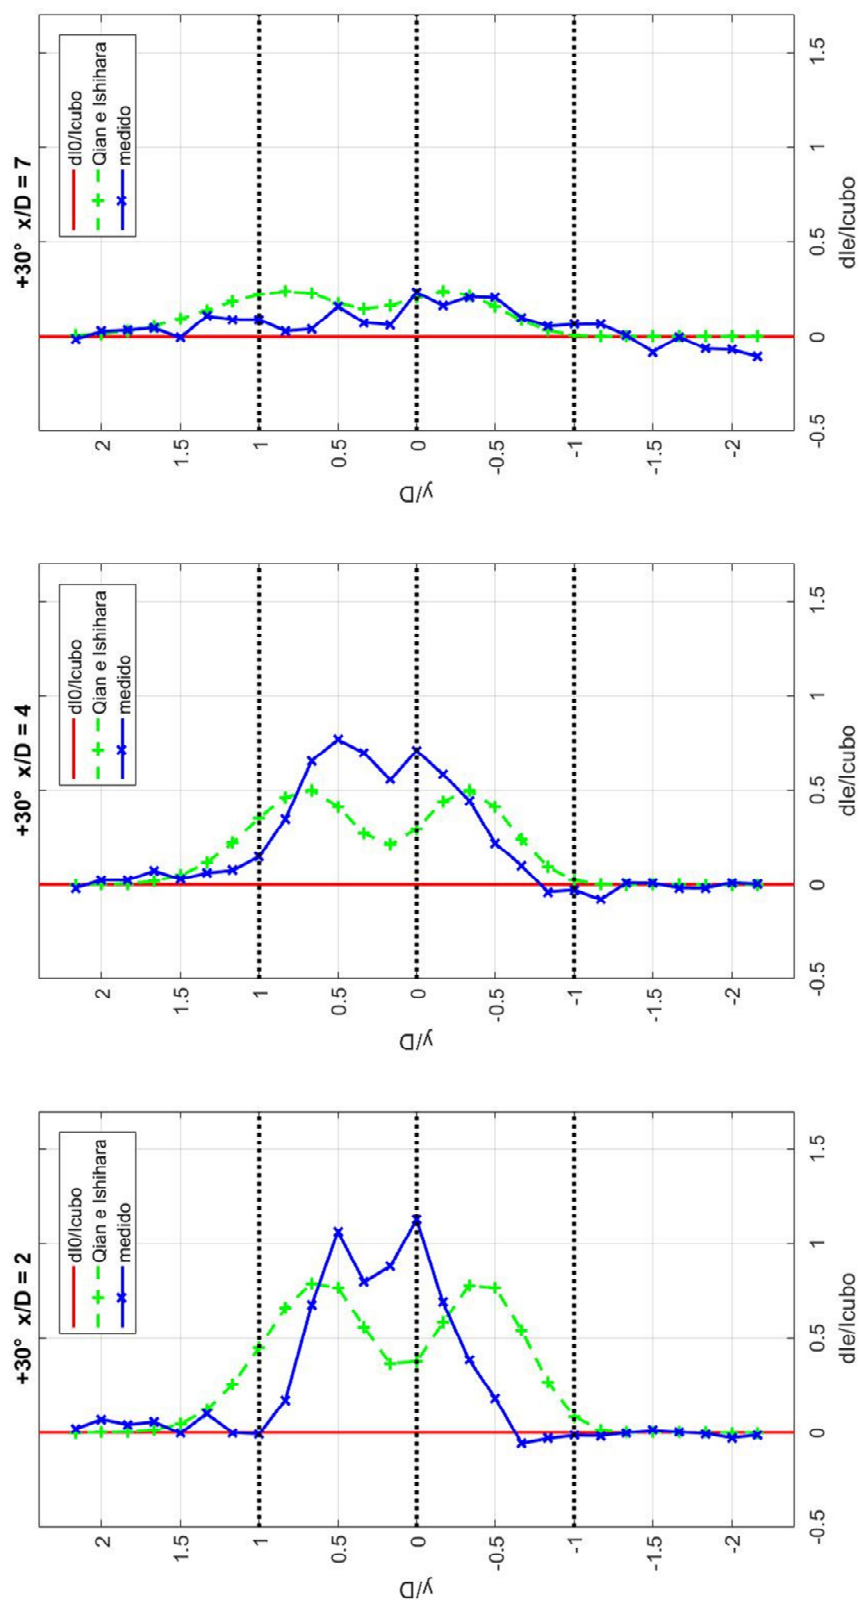 +30° x/D = 2
dI0/Icubo
Qian e Ishihara
medido
2
1.5
1
0.5
0
-0.5
-1
-1.5
-2
y/D
-0.5
0
0.5
1
1.5
dIe/Icubo
+30° x/D = 4
dI0/Icubo
Qian e Ishihara
medido
2
1.5
1
0.5
0
-0.5
-1
-1.5
-2
y/D
-0.5
0
0.5
1
1.5
dIe/Icubo
+30° x/D = 7
dI0/Icubo
Qian e Ishihara
medido
2
1.5
1
0.5
0
-0.5
-1
-1.5
-2
y/D
-0.5
0
0.5
1
1.5
dIe/Icubo